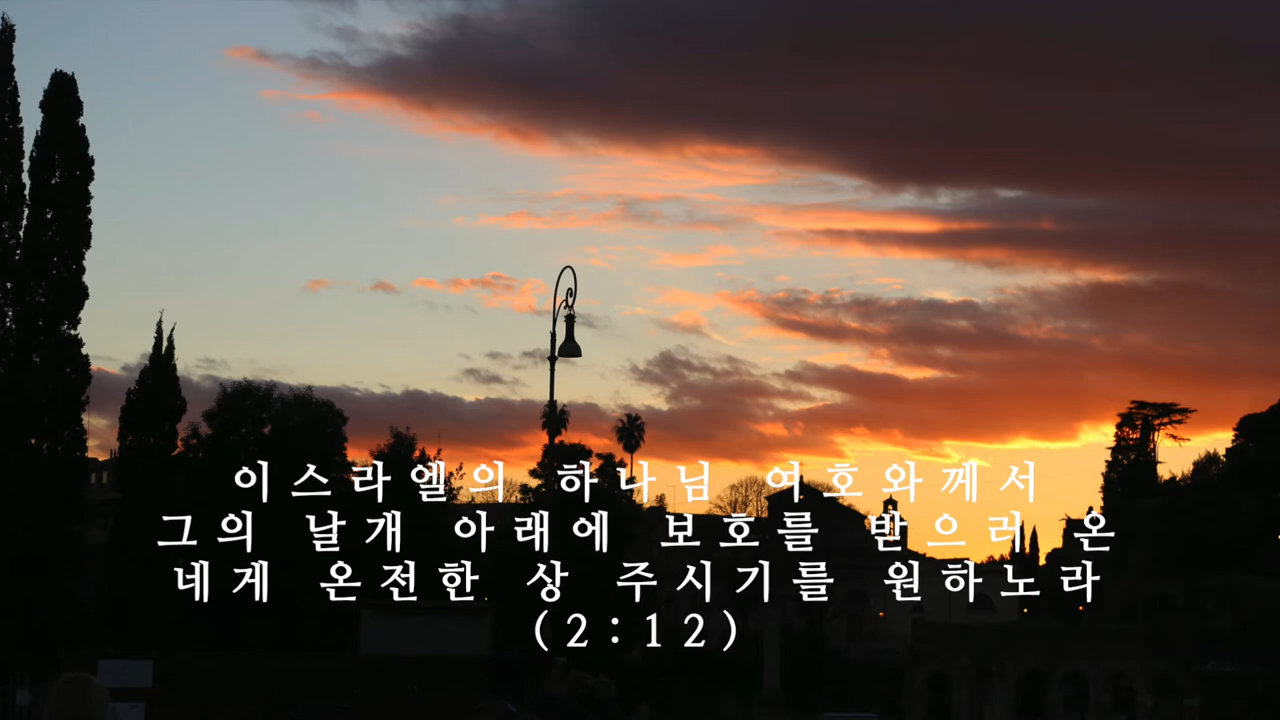 이스라엘의 하나님 여호와께서
그의 날개 아래에 보호를 받으러 온
네게 온전한 상 주시기를 원하노라
(2:12)